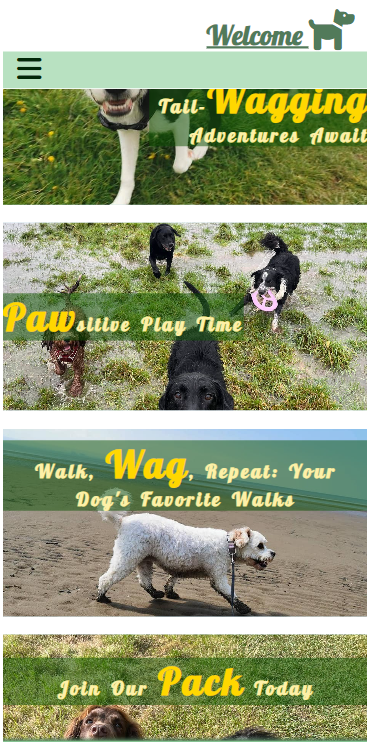 Welcome
Tail-Wagging
Adventures Await
Pawsitive Play Time
Walk, Wag, Repeat: Your
Dog's Favorite Walks
Join Our Pack Today